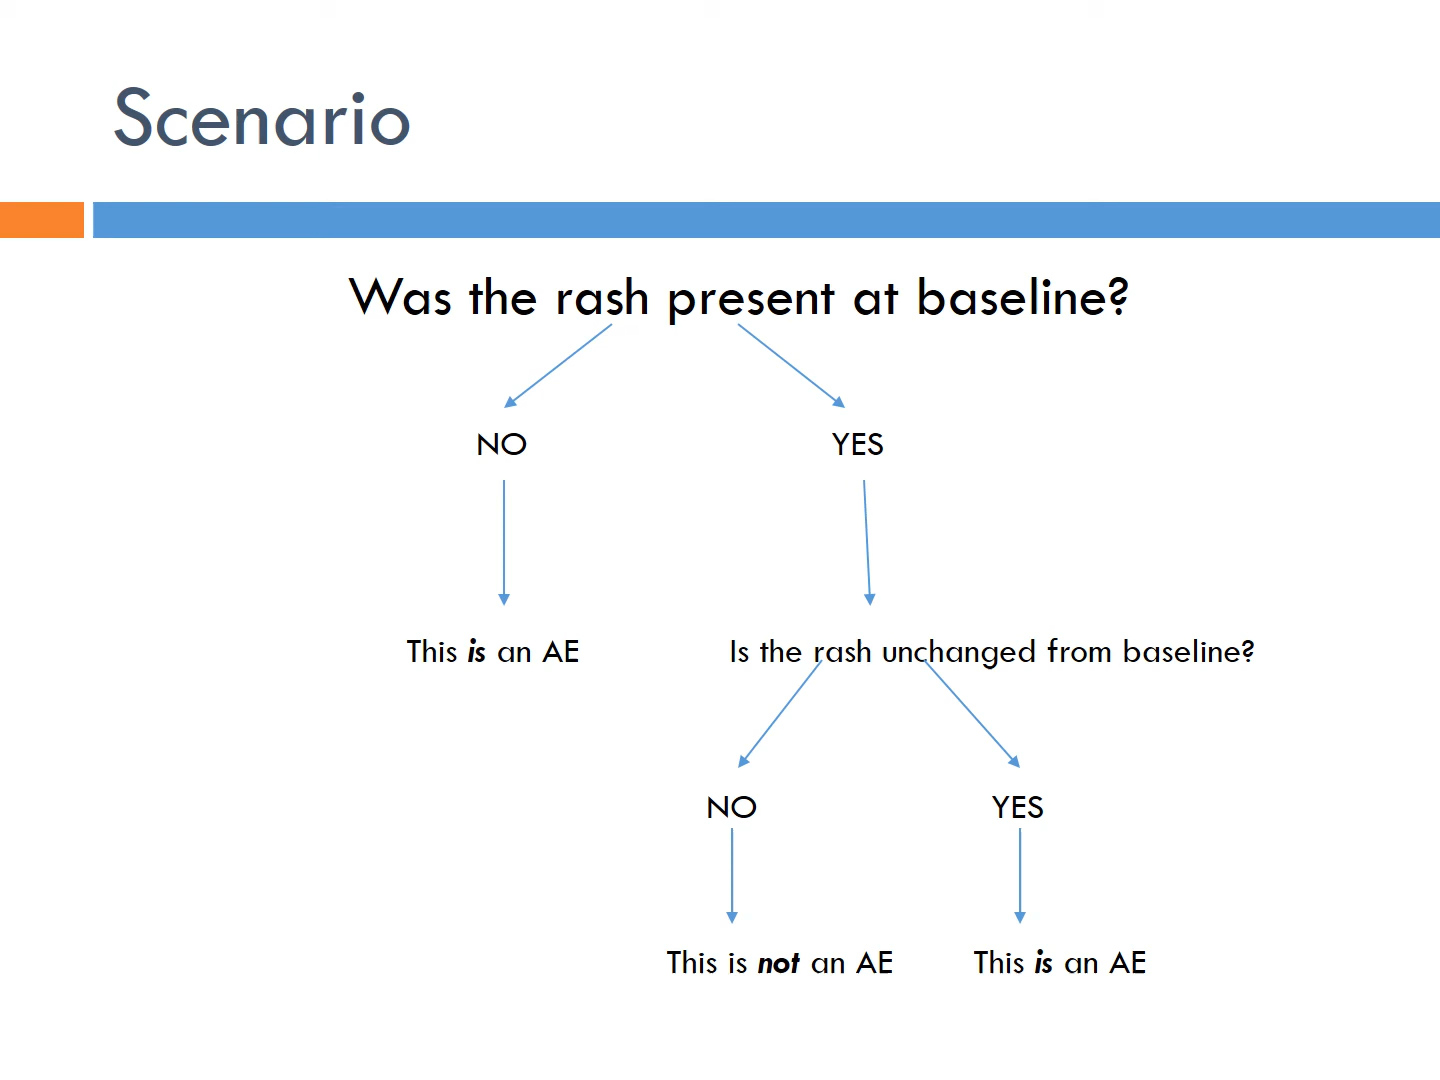 Scenario
Was the rash present at baseline?
NO
YES
This is an AE
Is the rash unchanged from baseline?
NO
YES
This is not an AE
This is an AE